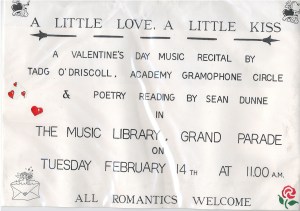 A LITTLE LOVE, A LITTLE KISS
A VALENTINE'S DAY MUSIC RECITAL BY
TADG O'DRISCOLL, ACADEMY GRAMOPHONE CIRCLE
& POETRY READING BY SEAN DUNNE
IN
THE MUSIC LIBRARY, GRAND PARADE
ON
TUESDAY FEBRUARY 14TH AT 11.00 A.M.
ALL ROMANTICS WELCOME